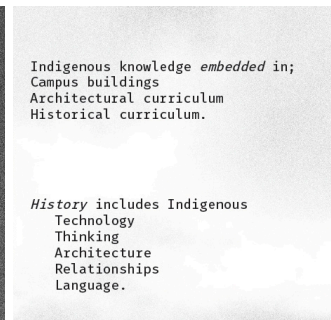 Indigenous knowledge embedded in;
Campus buildings
Architectural curriculum
Historical curriculum.
History includes Indigenous
Technology
Thinking
Architecture
Relationships
Language.